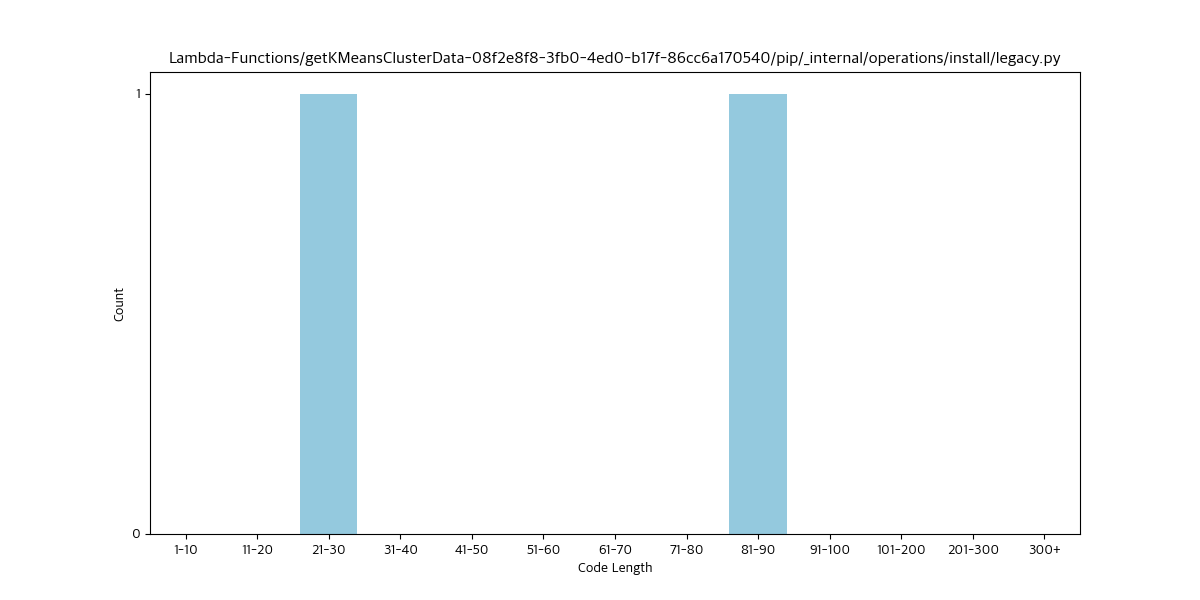 Lambda-Functions/getKMeansClusterData-08f2e8f8-3fb0-4ed0-b17f-86cc6a170540/pip/_internal/operations/install/legacy.py
1
Count
0
1-10 11-20 21-30 31-40 41-50 51-60 61-70 71-80 81-90 91-100 101-200 201-300 300+
Code Length